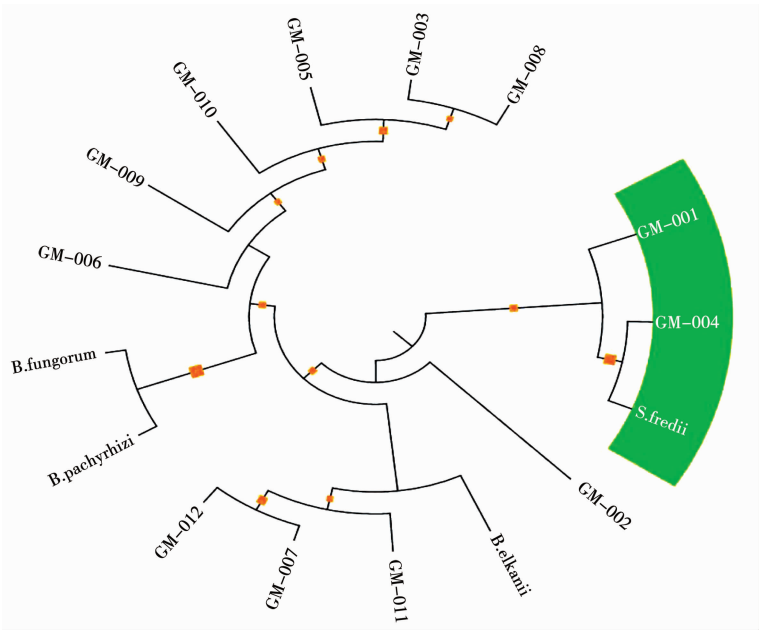 GM-003
GM-008
GM-005
GM-010
GM-009
GM-006
B.fungorum
B.pachyrhizi
GM-012
GM-007
GM-011
B.elkanii
GM-002
S.fredii
GM-004
GM-001